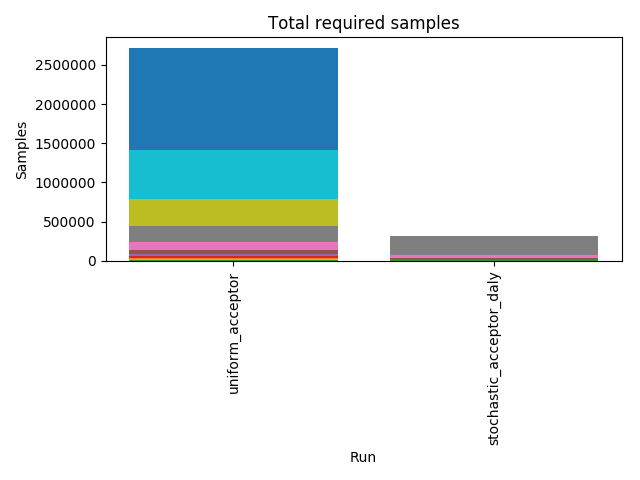 Total required samples
Samples
2500000
2000000
1500000
1000000
500000
0
uniform_acceptor
stochastic_acceptor_daly
Run